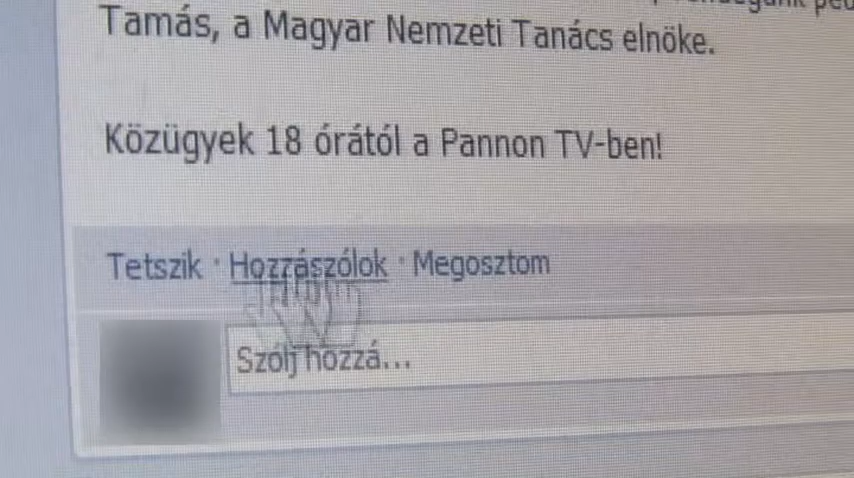 Tamás, a Magyar Nemzeti Tanács elnöke.
Közügyek 18 órától a Pannon TV-ben!
Tetszik · Hozzászólok · Megosztom
Szólj hozzá...